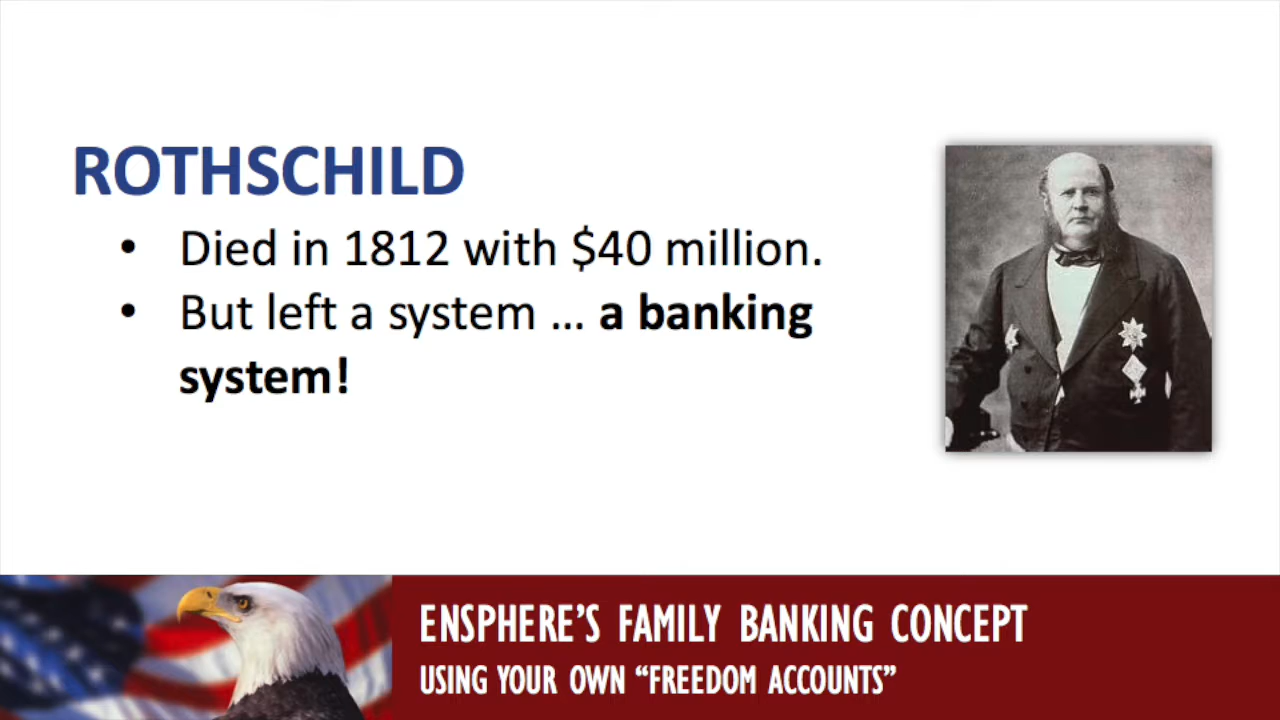 ROTHSCHILD
• Died in 1812 with $40 million.
• But left a system ... a banking
system!
ENSPHERE'S FAMILY BANKING CONCEPT
USING YOUR OWN “FREEDOM ACCOUNTS”